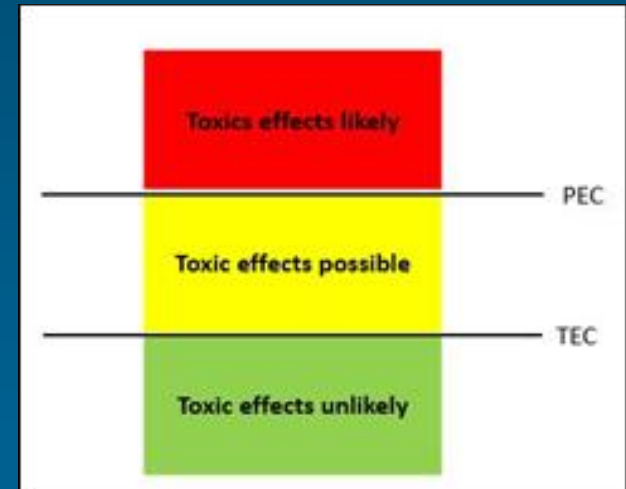 Toxics effects likely
PEC
Toxic effects possible
TEC
Toxic effects unlikely